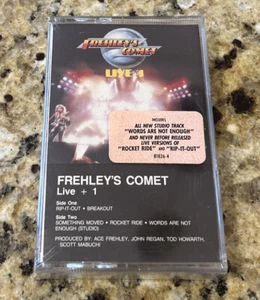 FREHLEY'S
COMET
LIVE+1
INCLUDES
ALL NEW STUDIO TRACK
"WORDS ARE NOT ENOUGH"
AND NEVER BEFORE RELEASED
LIVE VERSIONS OF
"ROCKET RIDE" AND "RIP-IT-OUT"
81826-4
FREHLEY'S COMET
Live + 1
Side One
RIP-IT-OUT • BREAKOUT
Side Two
SOMETHING MOVED • ROCKET RIDE • WORDS ARE NOT
ENOUGH (STUDIO)
PRODUCED BY: ACE FREHLEY, JOHN REGAN, TOD HOWARTH,
SCOTT MABUCHI